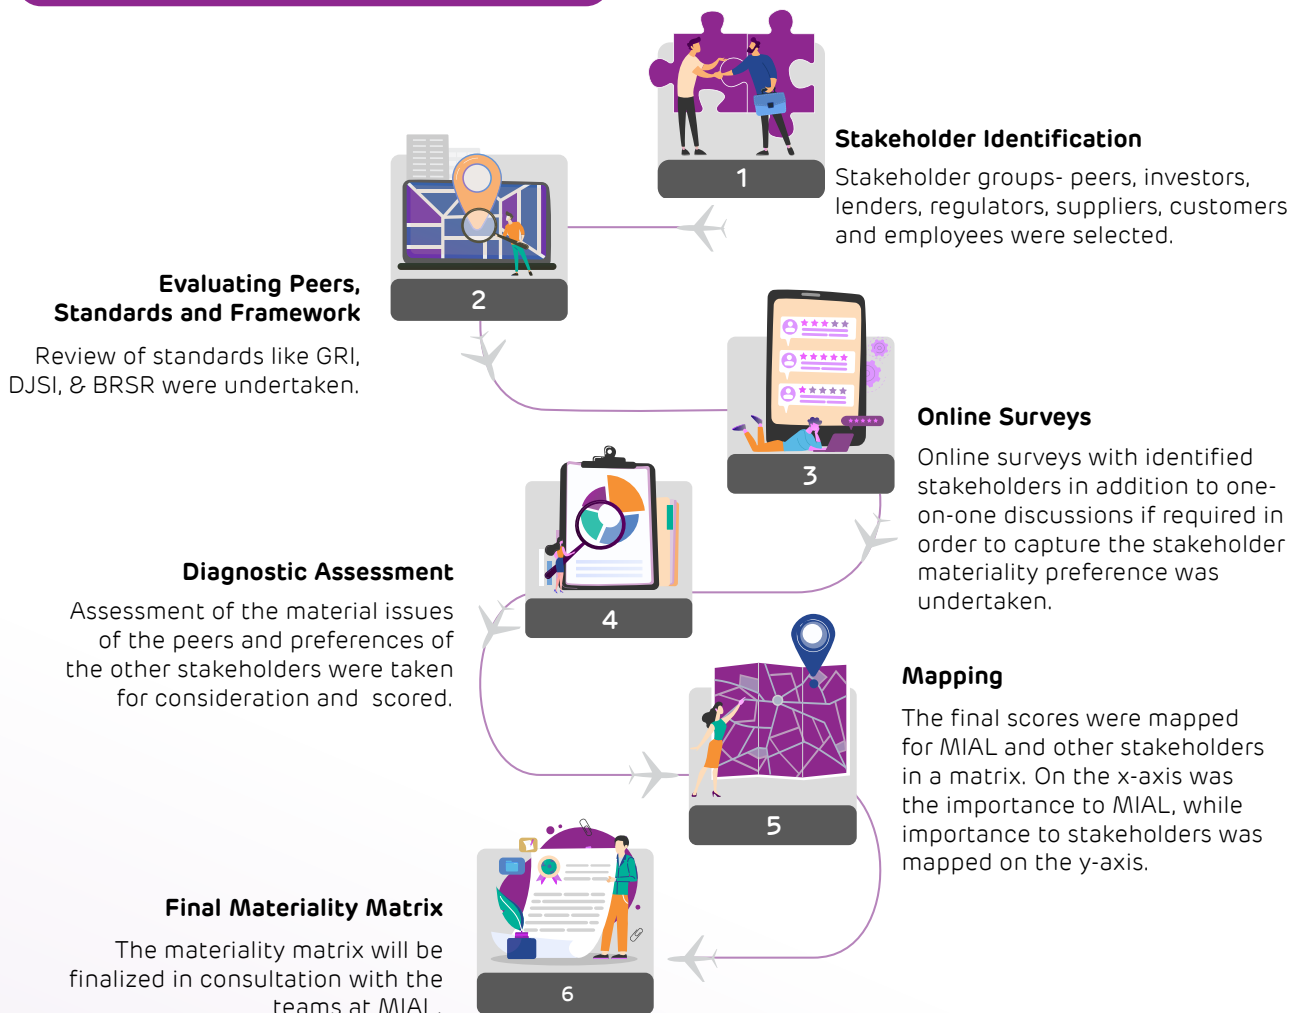 1
Stakeholder Identification
Stakeholder groups- peers, investors,
lenders, regulators, suppliers, customers
and employees were selected.
2
Evaluating Peers,
Standards and Framework
Review of standards like GRI,
DJSI, & BRSR were undertaken.
3
Online Surveys
Online surveys with identified
stakeholders in addition to one-
on-one discussions if required in
order to capture the stakeholder
materiality preference was
undertaken.
4
Diagnostic Assessment
Assessment of the material issues
of the peers and preferences of
the other stakeholders were taken
for consideration and  scored.
5
Mapping
The final scores were mapped
for MIAL and other stakeholders
in a matrix. On the x-axis was
the importance to MIAL, while
importance to stakeholders was
mapped on the y-axis.
6
Final Materiality Matrix
The materiality matrix will be
finalized in consultation with the
teams at MIAL.